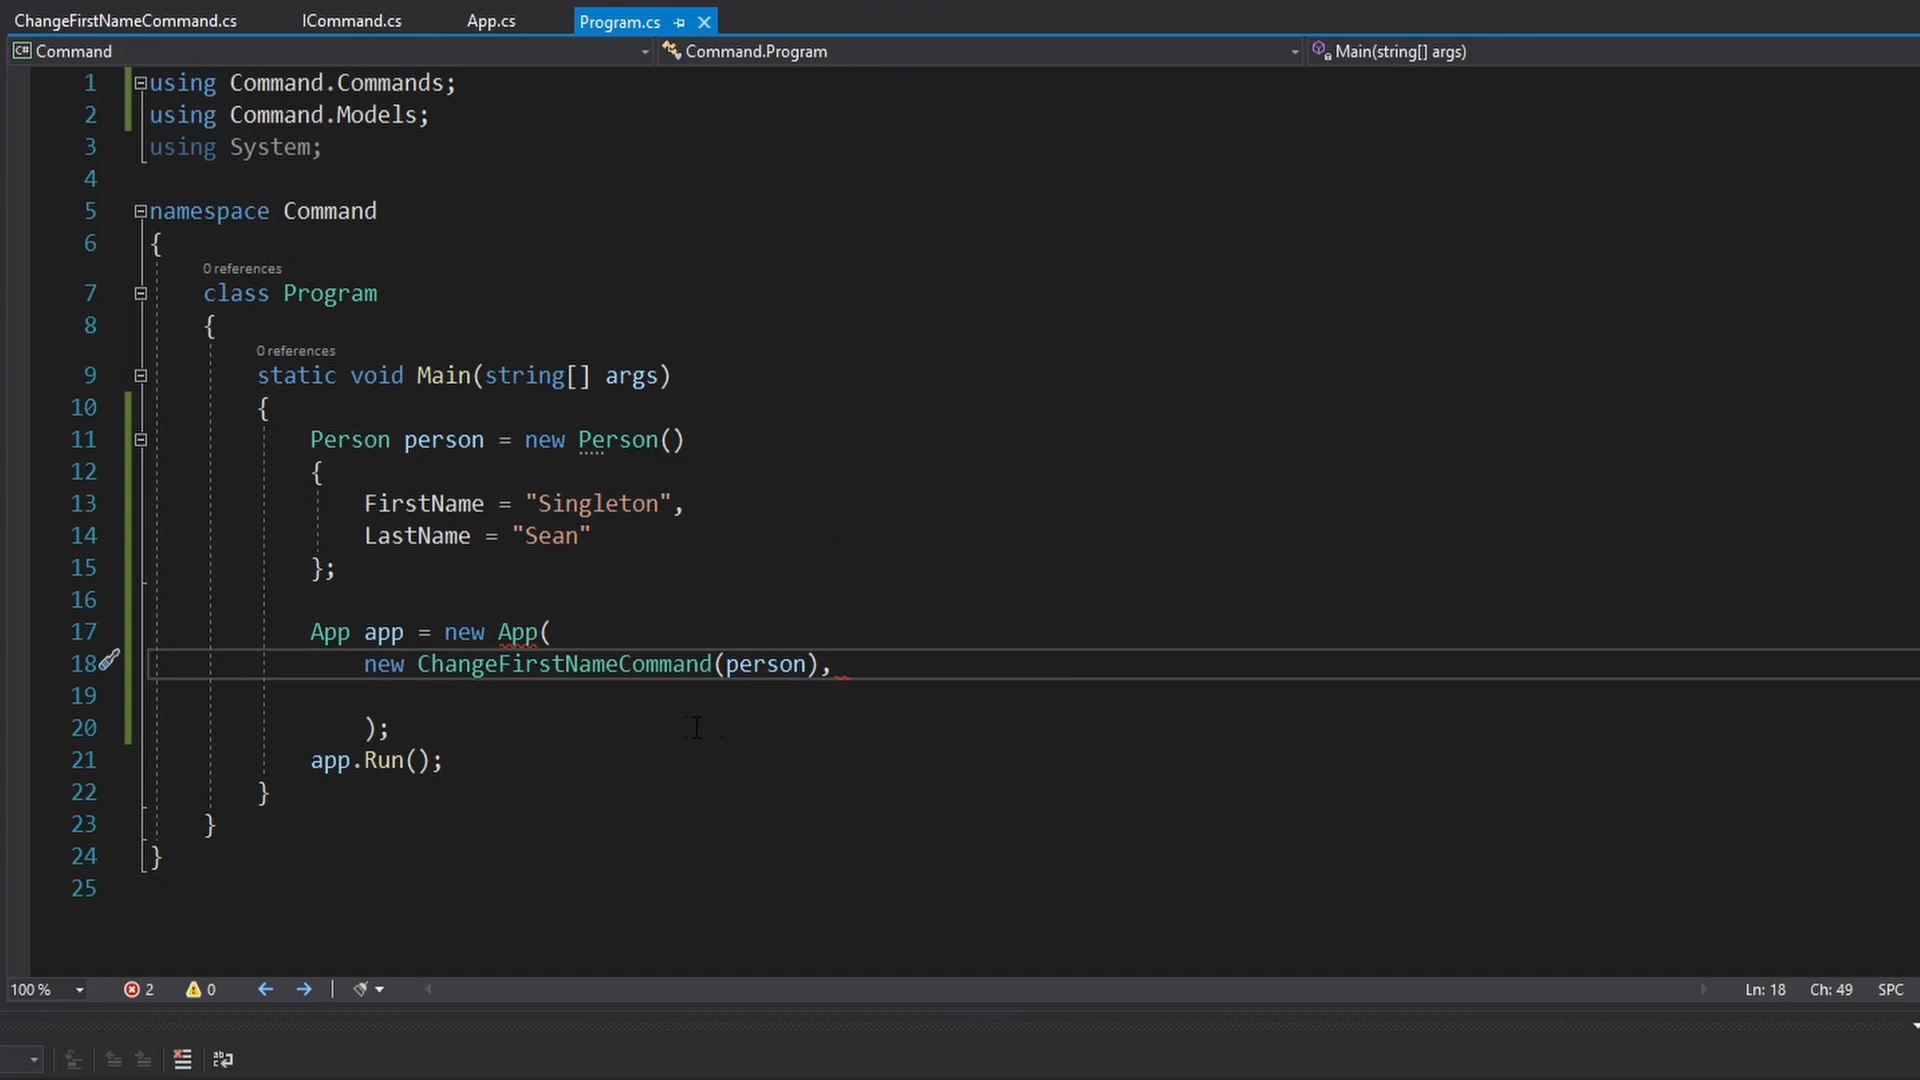 ChangeFirstNameCommand.cs ICommand.cs App.cs Program.cs
C# Command Command.Program Main(string[] args)
1 using Command.Commands;
2 using Command.Models;
3 using System;
4
5 namespace Command
6 {
0 references
7 class Program
8 {
0 references
9 static void Main(string[] args)
10 {
11 Person person = new Person()
12 {
13 FirstName = "Singleton",
14 LastName = "Sean"
15 };
16
17 App app = new App(
18 new ChangeFirstNameCommand(person),
19
20 );
21 app.Run();
22 }
23 }
24 }
25
100 % 2 0 Ln: 18 Ch: 49 SPC